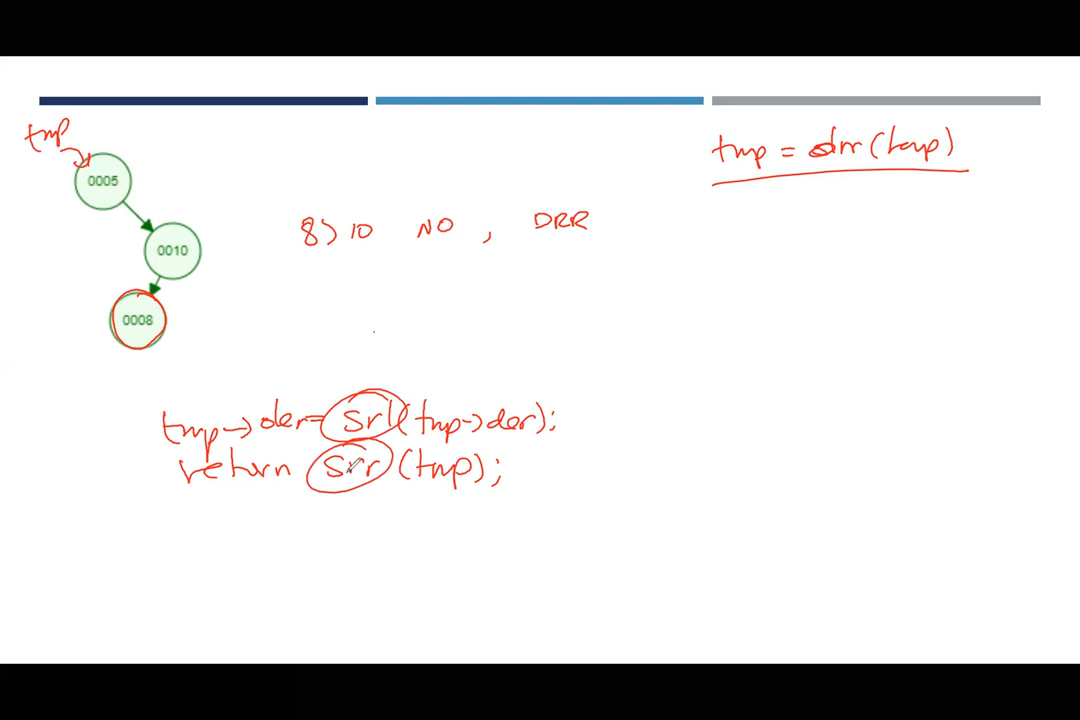 tmp
tmp = drr(tmp)
0005
8>10 NO, DRR
0010
0008
tmp->der=srl(tmp->der);
return srr(tmp);